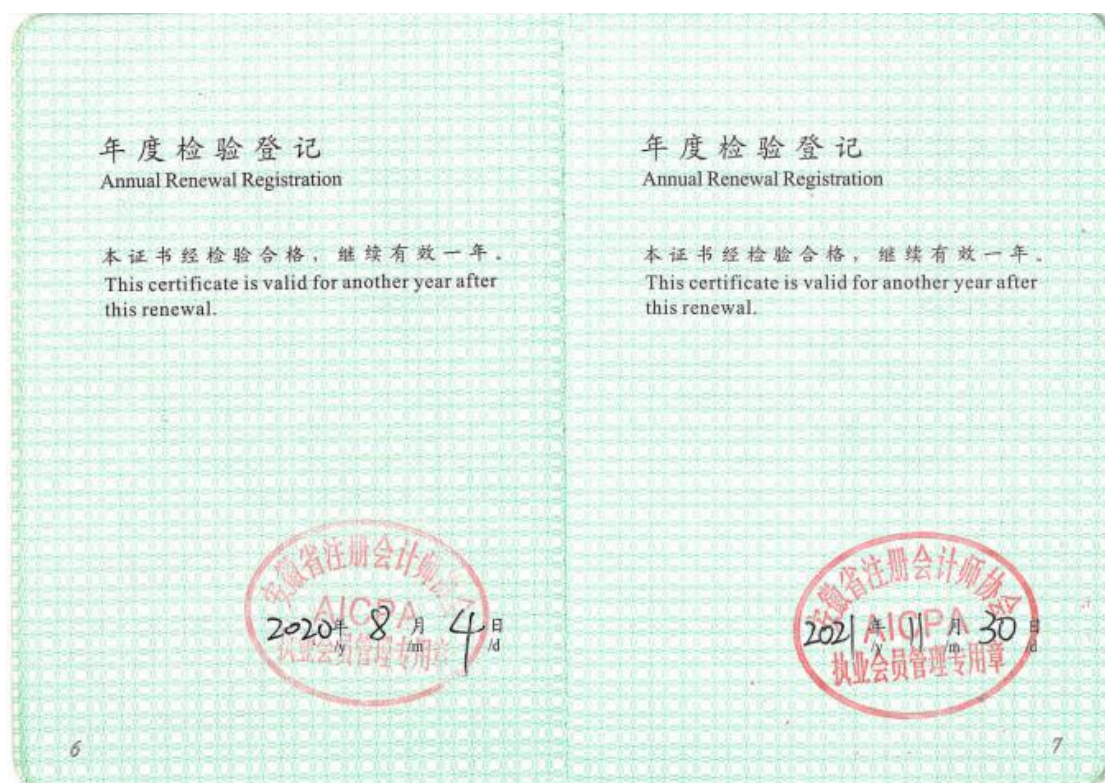 年度检验登记
Annual Renewal Registration
本证书经检验合格，继续有效一年。
This certificate is valid for another year after
this renewal.
安徽省注册会计师协会
AICPA
2020年 8 月 4 日
/y /m /d
执业会员管理专用章
6
年度检验登记
Annual Renewal Registration
本证书经检验合格，继续有效一年。
This certificate is valid for another year after
this renewal.
安徽省注册会计师协会
AICPA
2021年 11 月 30 日
/y /m /d
执业会员管理专用章
7